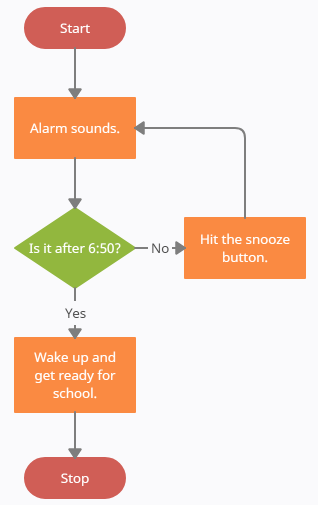 Start
Alarm sounds.
Is it after 6:50?
No
Hit the snooze
button.
Yes
Wake up and
get ready for
school.
Stop